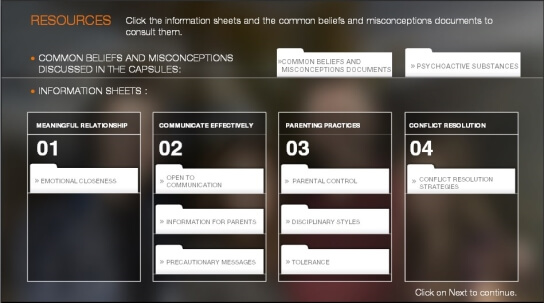 RESOURCES
Click the information sheets and the common beliefs and misconceptions documents to
consult them.
• COMMON BELIEFS AND MISCONCEPTIONS
DISCUSSED IN THE CAPSULES:
» COMMON BELIEFS AND
MISCONCEPTIONS DOCUMENTS
» PSYCHOACTIVE SUBSTANCES
• INFORMATION SHEETS :
MEANINGFUL RELATIONSHIP
01
» EMOTIONAL CLOSENESS
COMMUNICATE EFFECTIVELY
02
» OPEN TO
COMMUNICATION
» INFORMATION FOR PARENTS
» PRECAUTIONARY MESSAGES
PARENTING PRACTICES
03
» PARENTAL CONTROL
» DISCIPLINARY STYLES
» TOLERANCE
CONFLICT RESOLUTION
04
» CONFLICT RESOLUTION
STRATEGIES
Click on Next to continue.